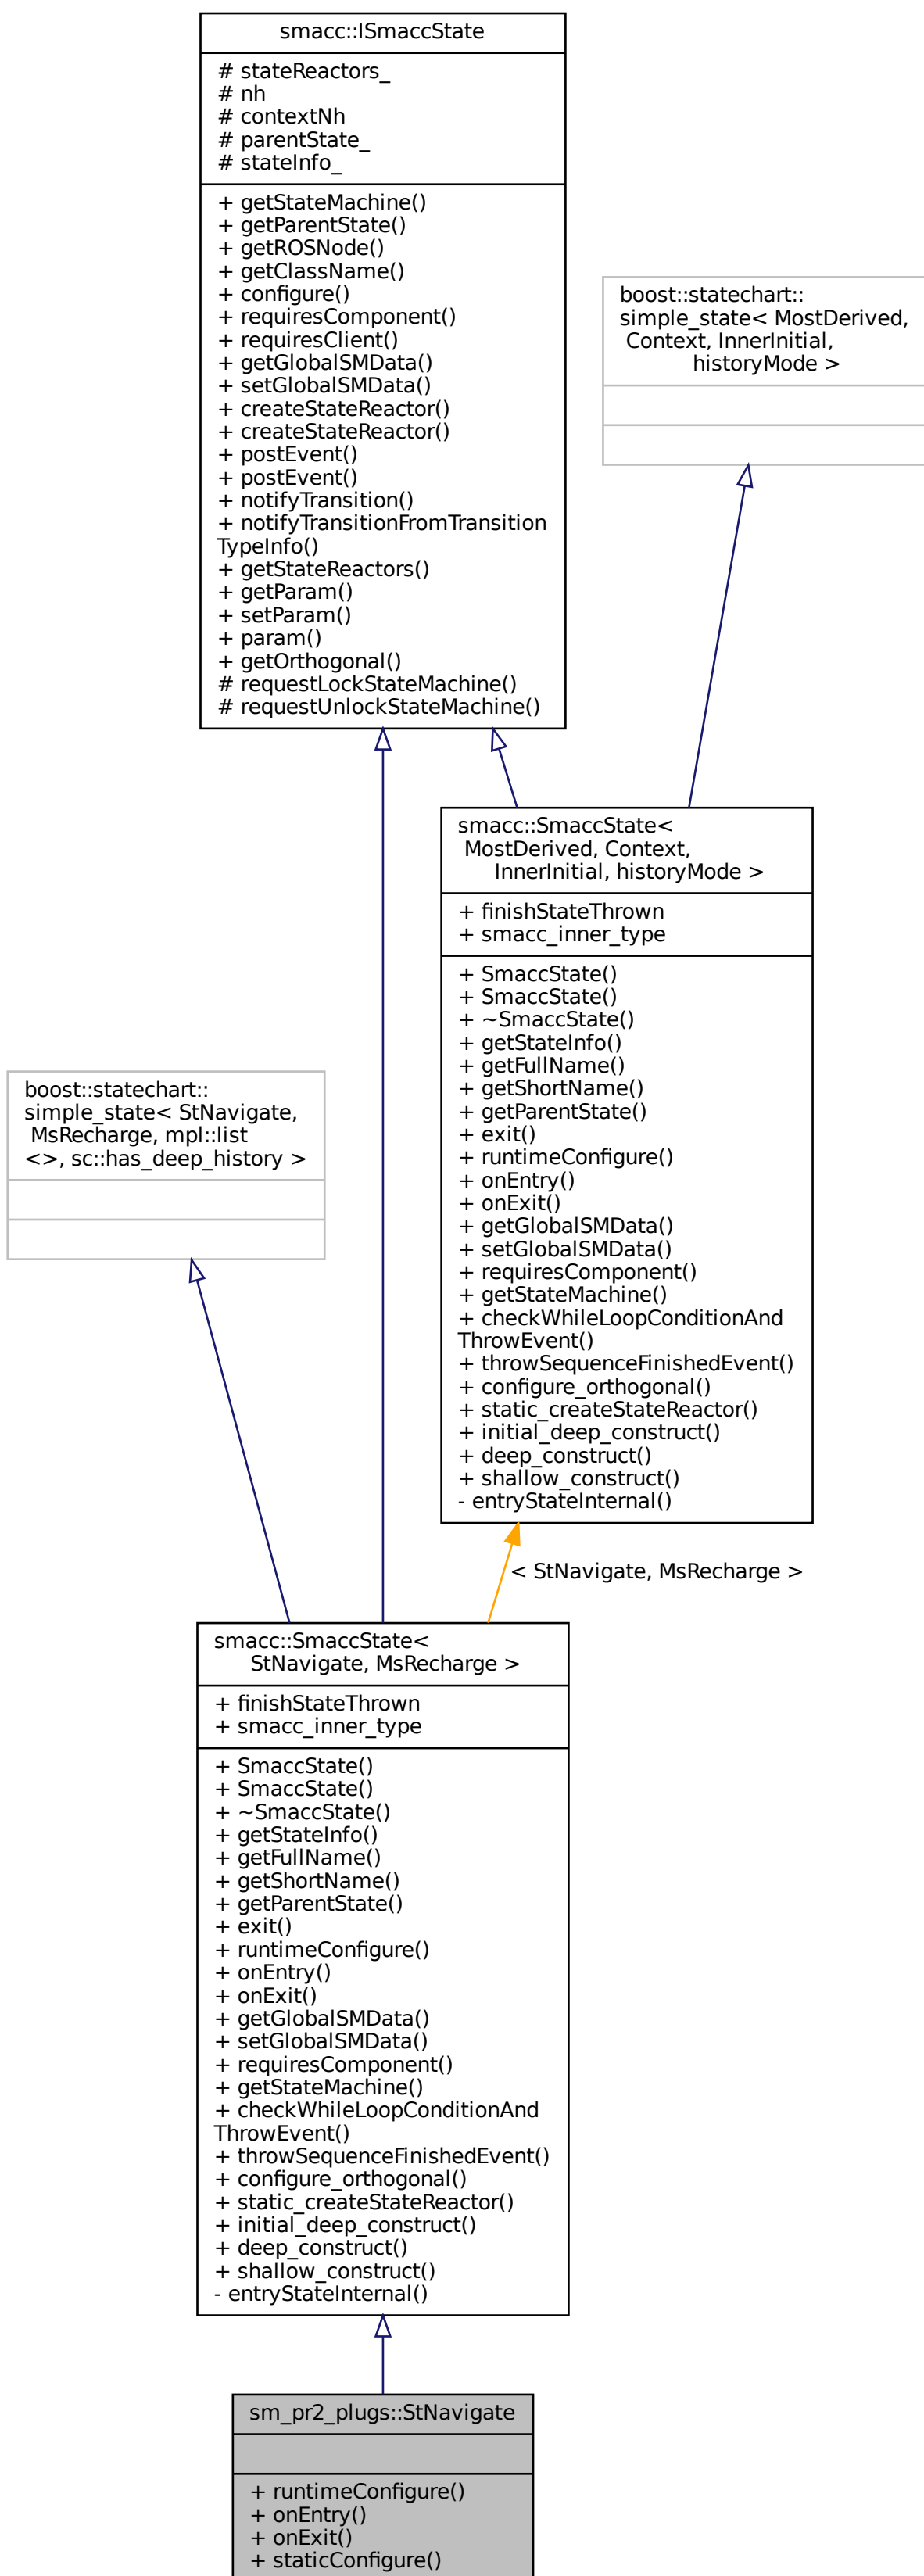 smacc::ISmaccState
# stateReactors_
# nh
# contextNh
# parentState_
# stateInfo_
+ getStateMachine()
+ getParentState()
+ getROSNode()
+ getClassName()
+ configure()
+ requiresComponent()
+ requiresClient()
+ getGlobalSMData()
+ setGlobalSMData()
+ createStateReactor()
+ createStateReactor()
+ postEvent()
+ postEvent()
+ notifyTransition()
+ notifyTransitionFromTransition
TypeInfo()
+ getStateReactors()
+ getParam()
+ setParam()
+ param()
+ getOrthogonal()
# requestLockStateMachine()
# requestUnlockStateMachine()
boost::statechart::
simple_state< MostDerived,
Context, InnerInitial,
historyMode >
smacc::SmaccState<
MostDerived, Context,
InnerInitial, historyMode >
+ finishStateThrown
+ smacc_inner_type
+ SmaccState()
+ SmaccState()
+ ~SmaccState()
+ getStateInfo()
+ getFullName()
+ getShortName()
+ getParentState()
+ exit()
+ runtimeConfigure()
+ onEntry()
+ onExit()
+ getGlobalSMData()
+ setGlobalSMData()
+ requiresComponent()
+ getStateMachine()
+ checkWhileLoopConditionAnd
ThrowEvent()
+ throwSequenceFinishedEvent()
+ configure_orthogonal()
+ static_createStateReactor()
+ initial_deep_construct()
+ deep_construct()
+ shallow_construct()
- entryStateInternal()
boost::statechart::
simple_state< StNavigate,
MsRecharge, mpl::list
<>, sc::has_deep_history >
< StNavigate, MsRecharge >
smacc::SmaccState<
StNavigate, MsRecharge >
+ finishStateThrown
+ smacc_inner_type
+ SmaccState()
+ SmaccState()
+ ~SmaccState()
+ getStateInfo()
+ getFullName()
+ getShortName()
+ getParentState()
+ exit()
+ runtimeConfigure()
+ onEntry()
+ onExit()
+ getGlobalSMData()
+ setGlobalSMData()
+ requiresComponent()
+ getStateMachine()
+ checkWhileLoopConditionAnd
ThrowEvent()
+ throwSequenceFinishedEvent()
+ configure_orthogonal()
+ static_createStateReactor()
+ initial_deep_construct()
+ deep_construct()
+ shallow_construct()
- entryStateInternal()
sm_pr2_plugs::StNavigate
+ runtimeConfigure()
+ onEntry()
+ onExit()
+ staticConfigure()